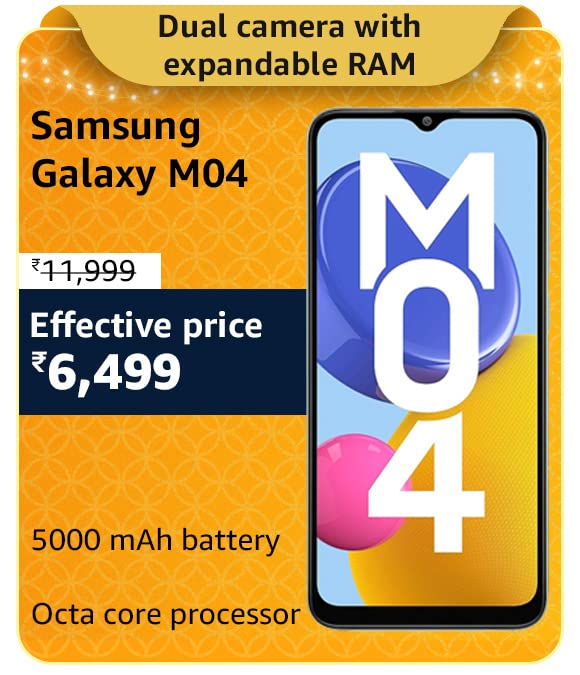 Dual camera with
expandable RAM
Samsung
Galaxy M04
₹11,999
Effective price
₹6,499
M
0
4
5000 mAh battery
Octa core processor